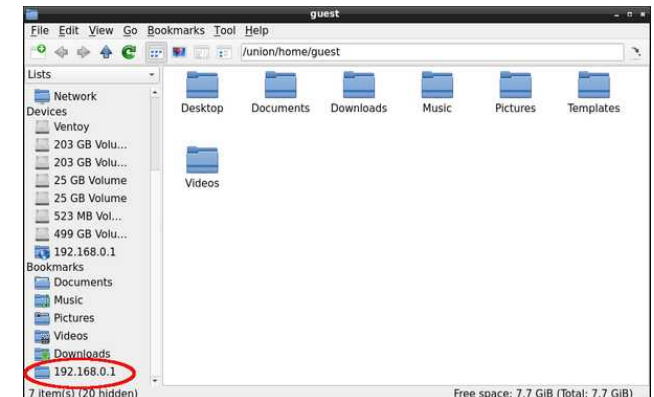 guest
File Edit View Go Bookmarks Tool Help
/union/home/guest
Lists
Network
Devices
Ventoy
203 GB Volu...
203 GB Volu...
25 GB Volume
25 GB Volume
523 MB Vol...
499 GB Volu...
192.168.0.1
Bookmarks
Documents
Music
Pictures
Videos
Downloads
192.168.0.1
Desktop Documents Downloads Music Pictures Templates
Videos
7 item(s) (20 hidden) Free space: 7.7 GiB (Total: 7.7 GiB)